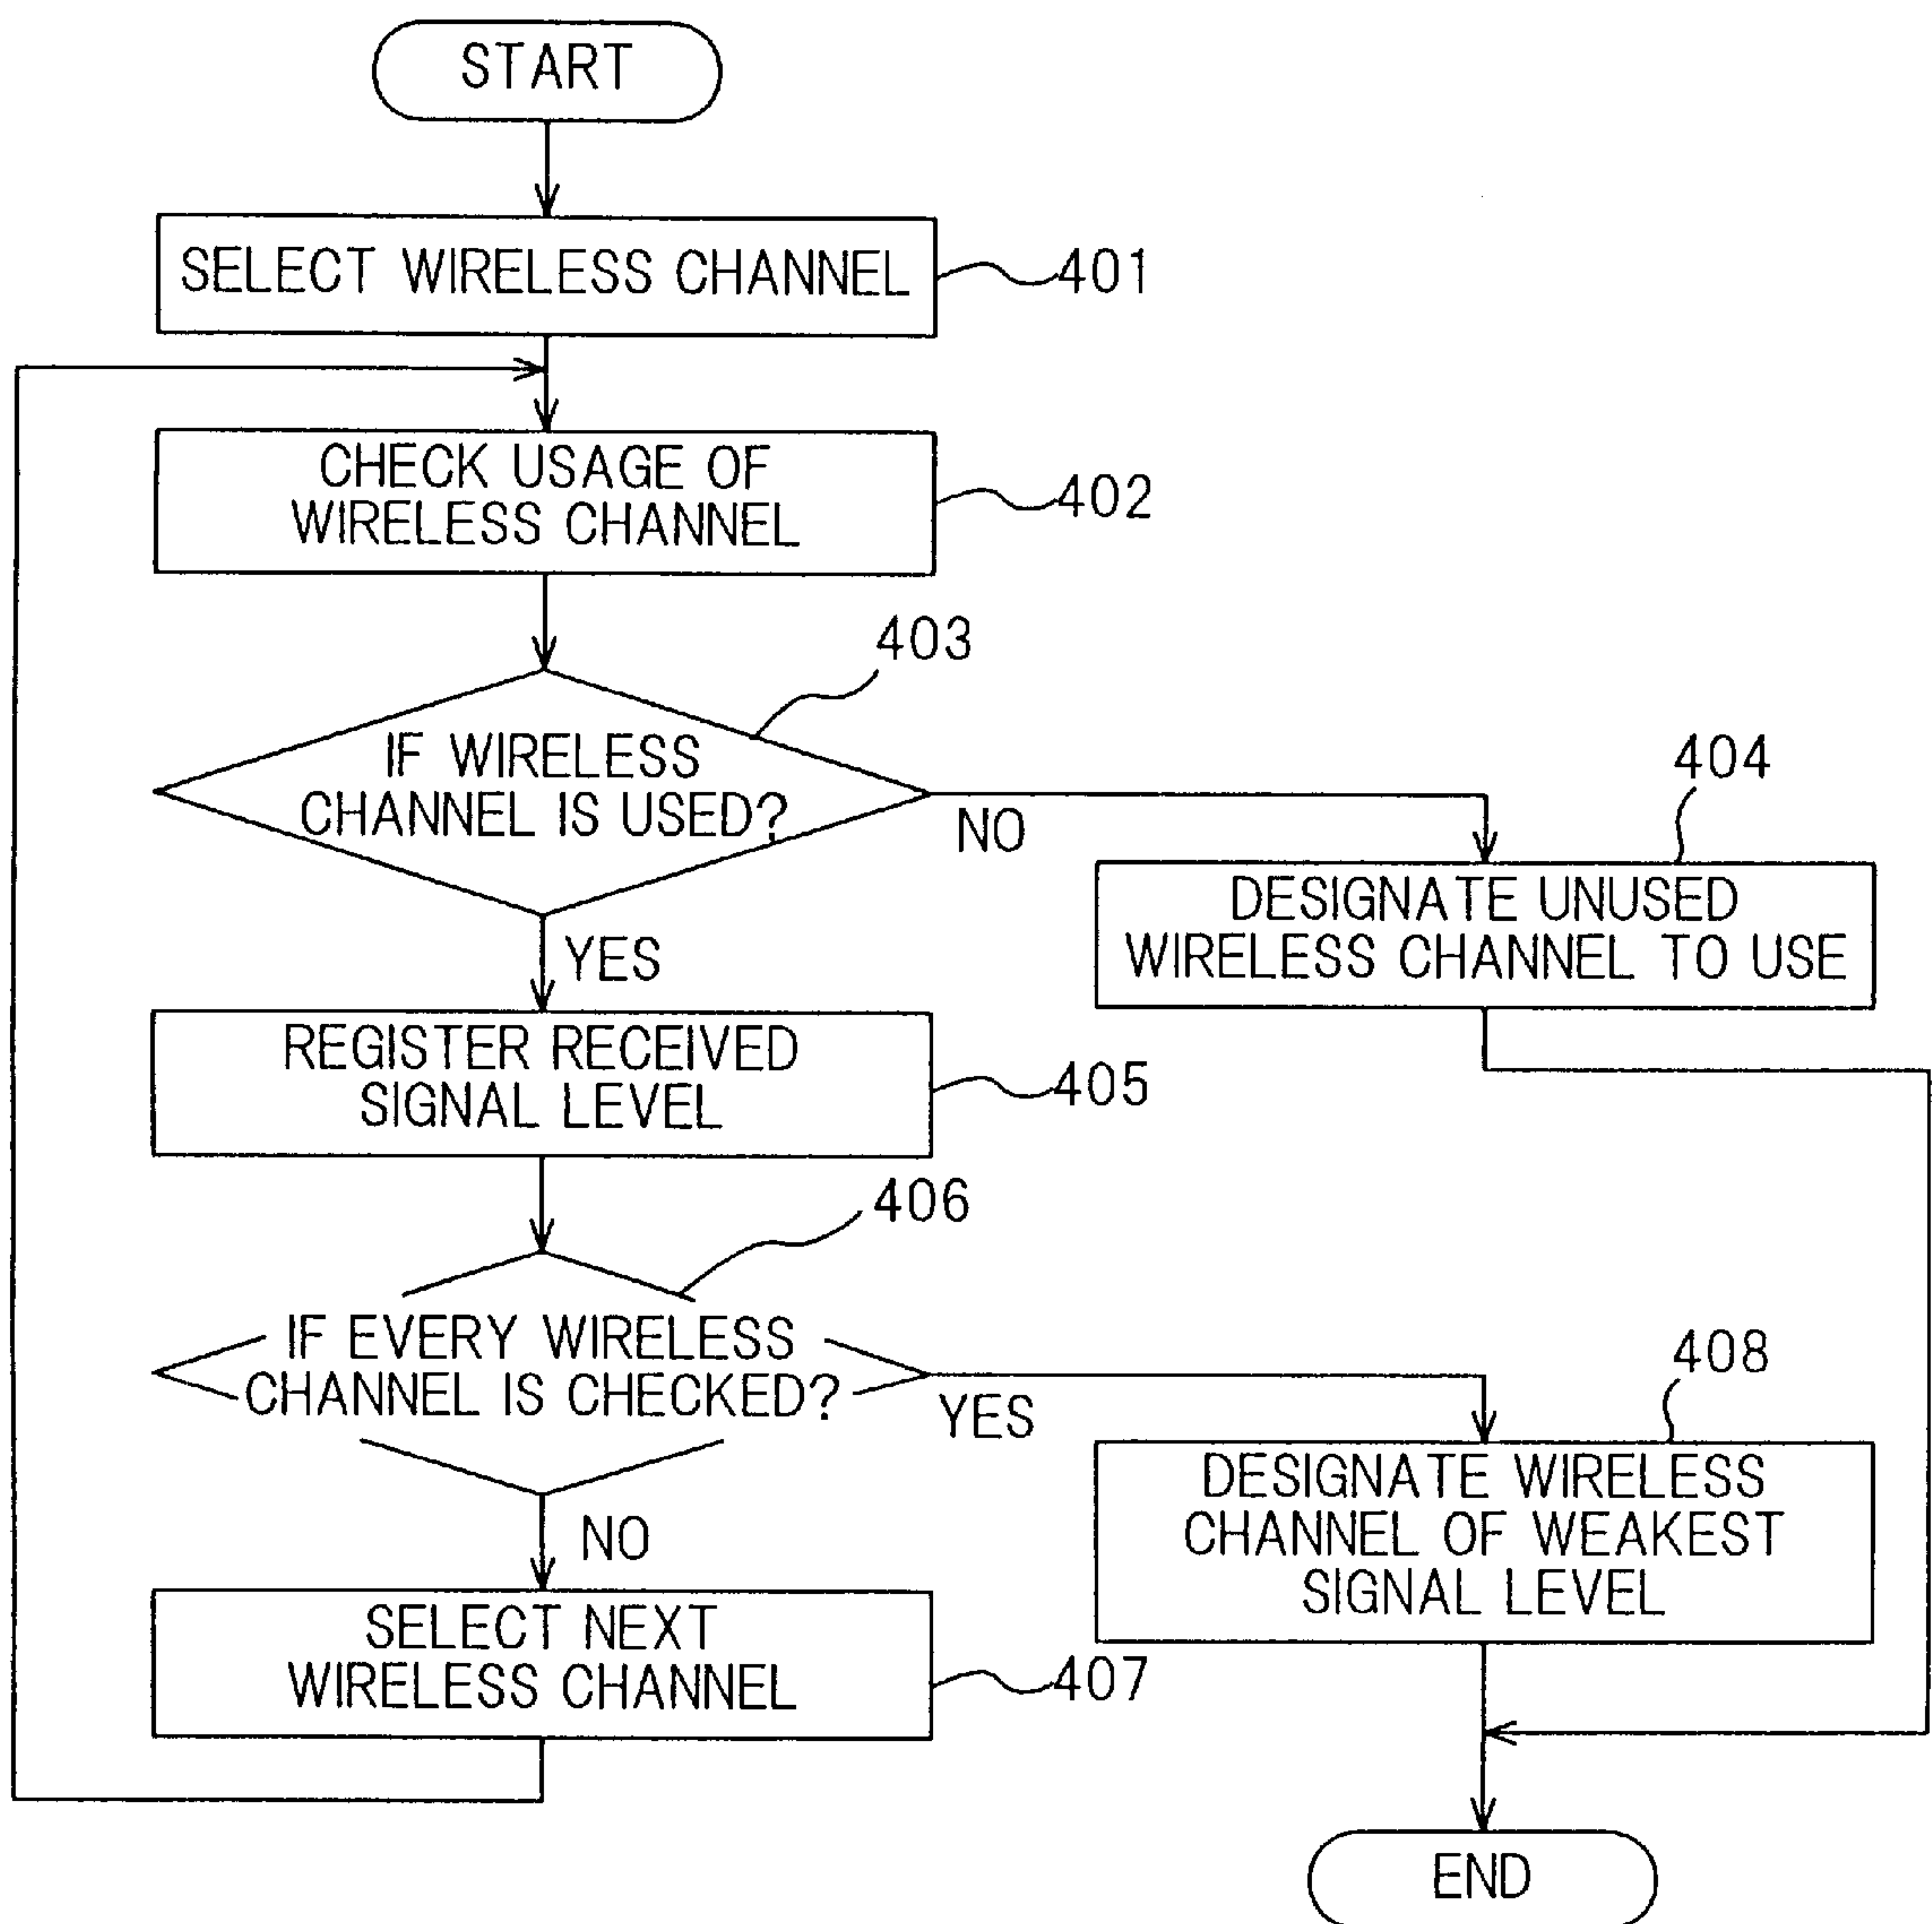 START
SELECT WIRELESS CHANNEL
401
CHECK USAGE OF
WIRELESS CHANNEL
402
403
IF WIRELESS
CHANNEL IS USED?
NO
YES
404
DESIGNATE UNUSED
WIRELESS CHANNEL TO USE
REGISTER RECEIVED
SIGNAL LEVEL
405
406
IF EVERY WIRELESS
CHANNEL IS CHECKED?
YES
NO
408
DESIGNATE WIRELESS
CHANNEL OF WEAKEST
SIGNAL LEVEL
SELECT NEXT
WIRELESS CHANNEL
407
END